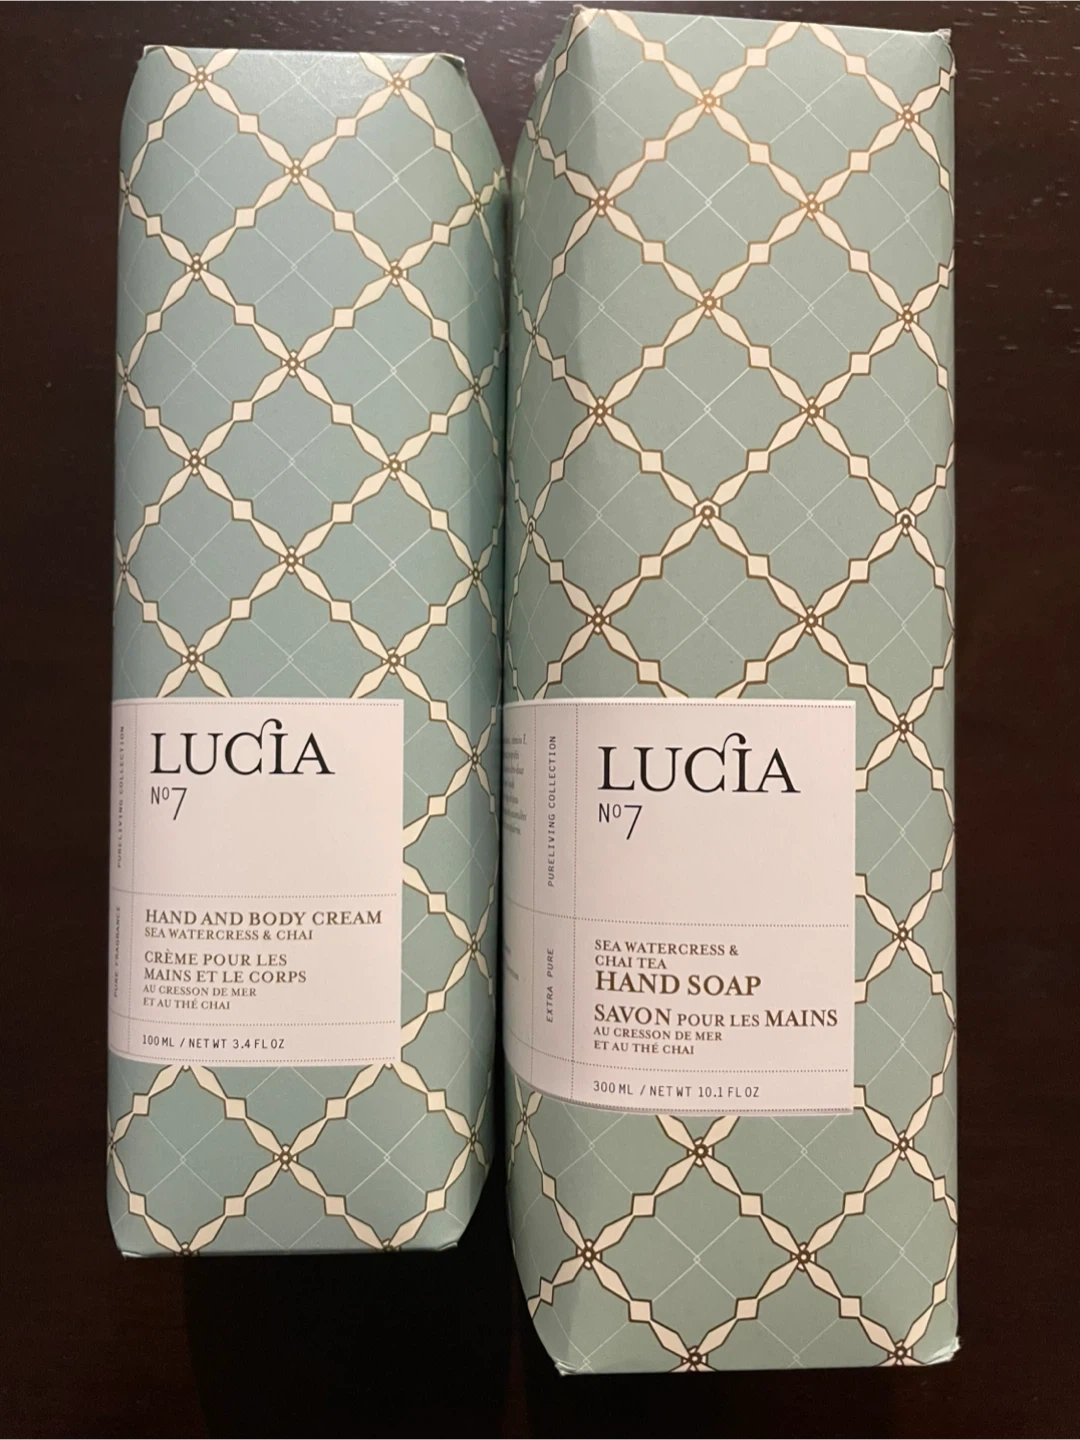 LUCIA
Nº7
PURELIVING COLLECTION
PURE FRAGRANCE
HAND AND BODY CREAM
SEA WATERCRESS & CHAI
CRÈME POUR LES
MAINS ET LE CORPS
AU CRESSON DE MER
ET AU THÉ CHAI
100 ML / NET WT 3.4 FL OZ
LUCIA
Nº7
PURELIVING COLLECTION
EXTRA PURE
SEA WATERCRESS &
CHAI TEA
HAND SOAP
SAVON POUR LES MAINS
AU CRESSON DE MER
ET AU THÉ CHAI
300 ML / NET WT 10.1 FL OZ